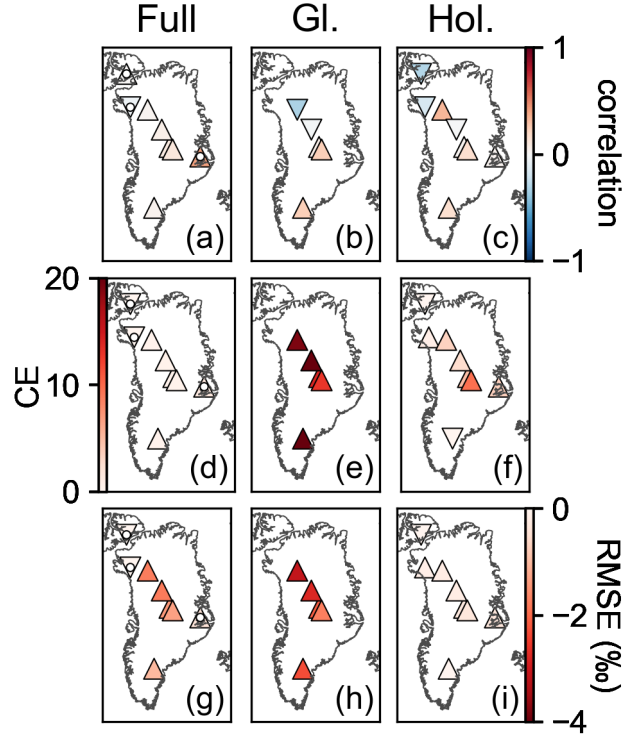 Full Gl. Hol.
1
0
−1
correlation
(a) (b) (c)
20
10
0
CE
(d) (e) (f)
0
−2
−4
RMSE (‰)
(g) (h) (i)